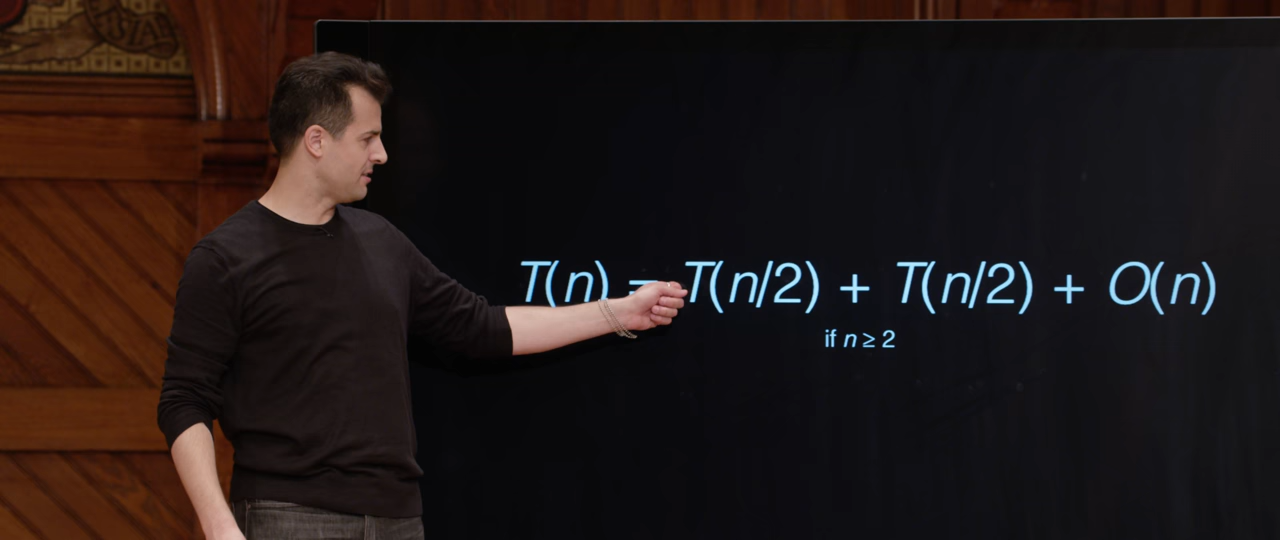 T(n) = T(n/2) + T(n/2) + O(n)
if n ≥ 2